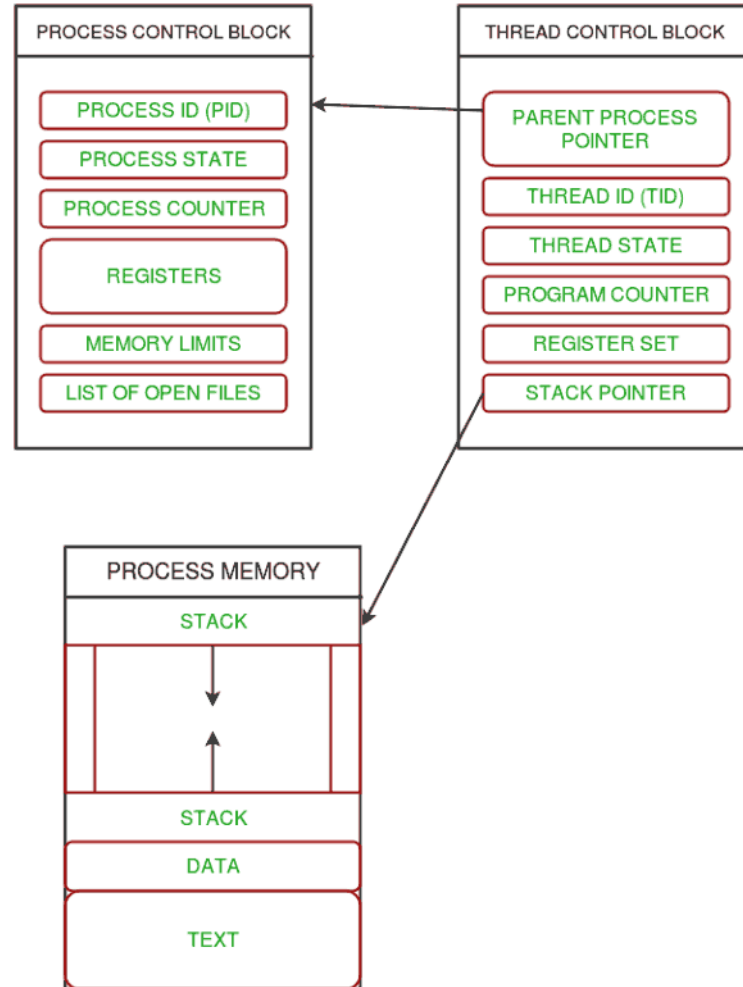 PROCESS CONTROL BLOCK
PROCESS ID (PID)
PROCESS STATE
PROCESS COUNTER
REGISTERS
MEMORY LIMITS
LIST OF OPEN FILES
THREAD CONTROL BLOCK
PARENT PROCESS
POINTER
THREAD ID (TID)
THREAD STATE
PROGRAM COUNTER
REGISTER SET
STACK POINTER
PROCESS MEMORY
STACK
STACK
DATA
TEXT